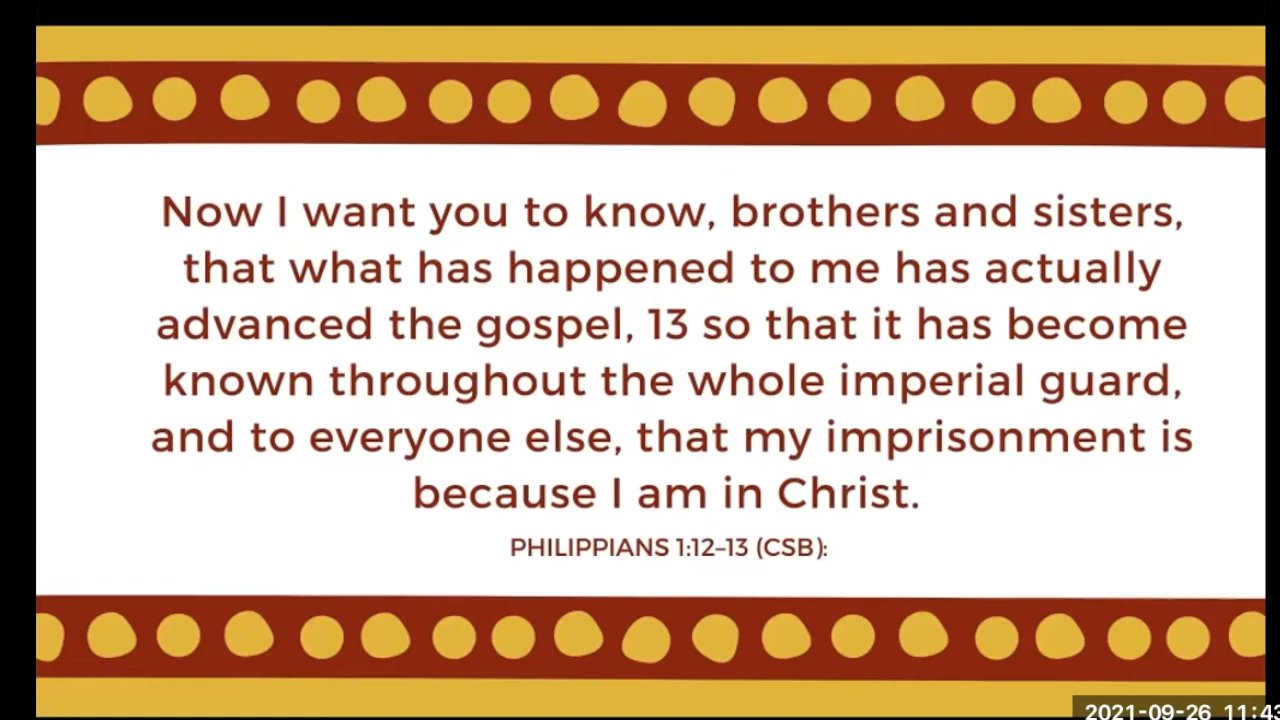 Now I want you to know, brothers and sisters,
that what has happened to me has actually
advanced the gospel, 13 so that it has become
known throughout the whole imperial guard,
and to everyone else, that my imprisonment is
because I am in Christ.
PHILIPPIANS 1:12–13 (CSB):
2021-09-26 11:43